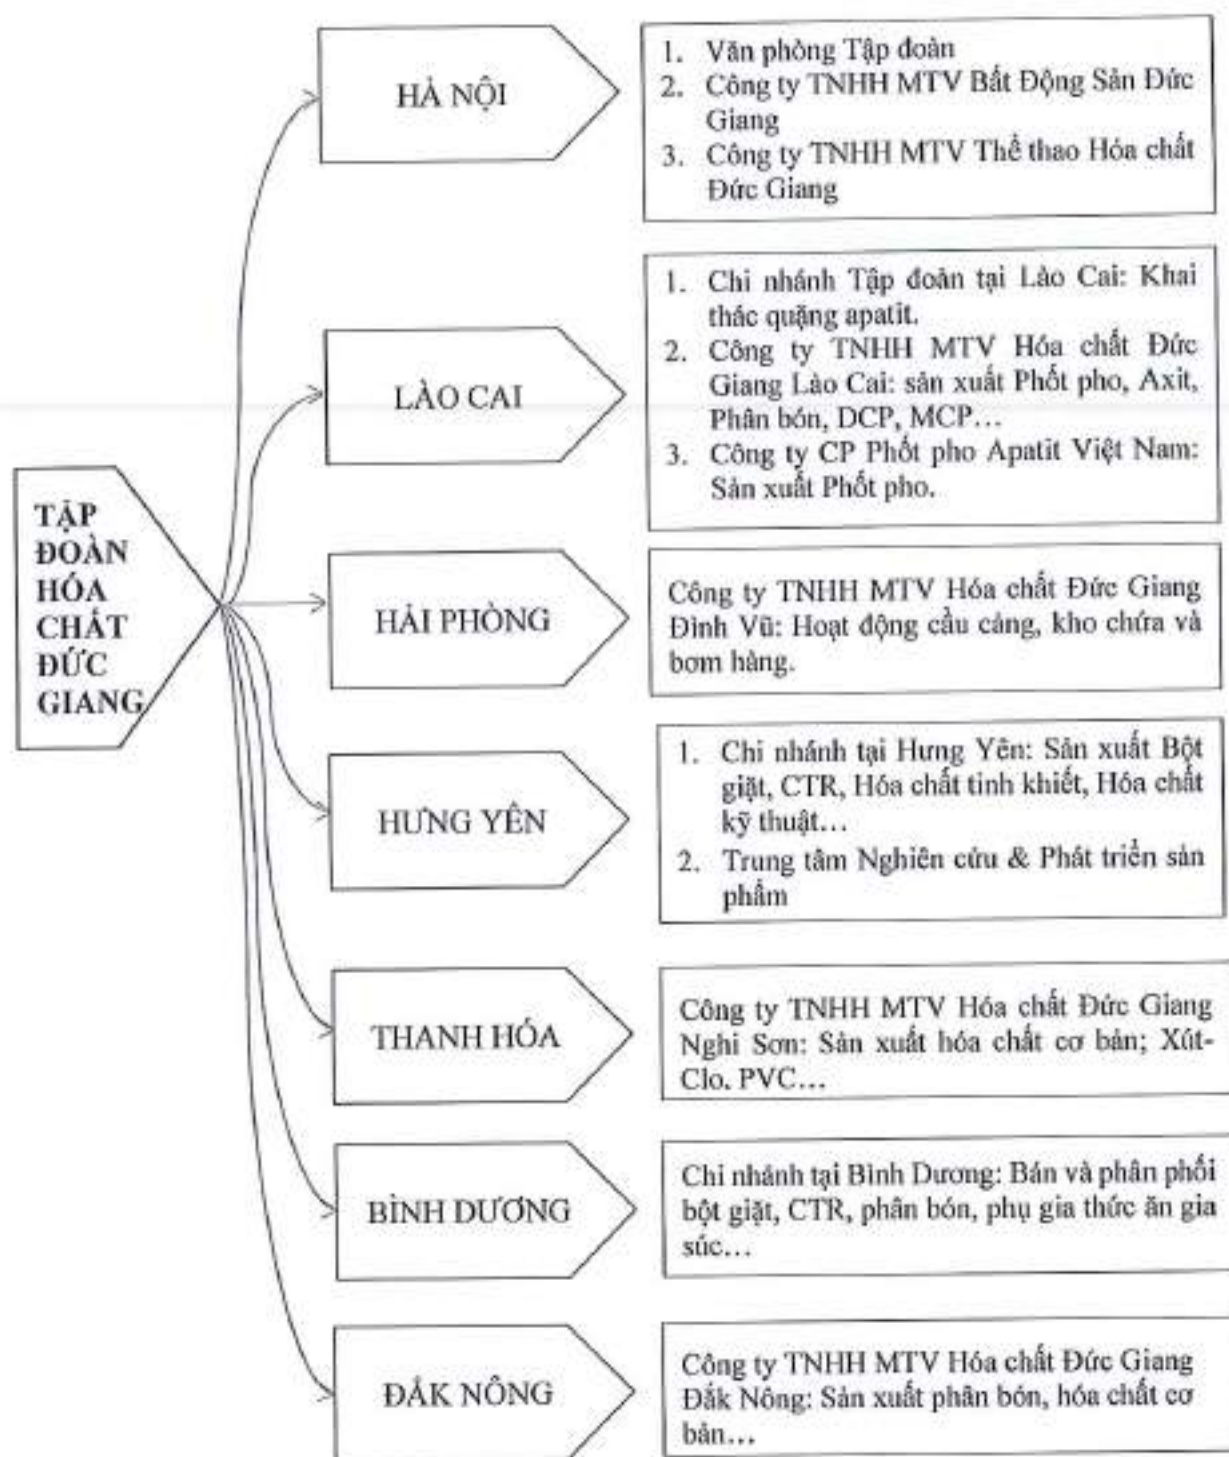 TẬP
ĐOÀN
HÓA
CHẤT
ĐỨC
GIANG
HÀ NỘI
1. Văn phòng Tập đoàn
2. Công ty TNHH MTV Bất Động Sản Đức
Giang
3. Công ty TNHH MTV Thể thao Hóa chất
Đức Giang
LÀO CAI
1. Chi nhánh Tập đoàn tại Lào Cai: Khai
thác quặng apatit.
2. Công ty TNHH MTV Hóa chất Đức
Giang Lào Cai: sản xuất Phốt pho, Axit,
Phân bón, DCP, MCP…
3. Công ty CP Phốt pho Apatit Việt Nam:
Sản xuất Phốt pho.
HẢI PHÒNG
Công ty TNHH MTV Hóa chất Đức Giang
Đình Vũ: Hoạt động cầu cảng, kho chứa và
bơm hàng.
HƯNG YÊN
1. Chi nhánh tại Hưng Yên: Sản xuất Bột
giặt, CTR, Hóa chất tinh khiết, Hóa chất
kỹ thuật…
2. Trung tâm Nghiên cứu & Phát triển sản
phẩm
THANH HÓA
Công ty TNHH MTV Hóa chất Đức Giang
Nghi Sơn: Sản xuất hóa chất cơ bản; Xút-
Clo, PVC…
BÌNH DƯƠNG
Chi nhánh tại Bình Dương: Bán và phân phối
bột giặt, CTR, phân bón, phụ gia thức ăn gia
súc…
ĐẮK NÔNG
Công ty TNHH MTV Hóa chất Đức Giang
Đắk Nông: Sản xuất phân bón, hóa chất cơ
bản…